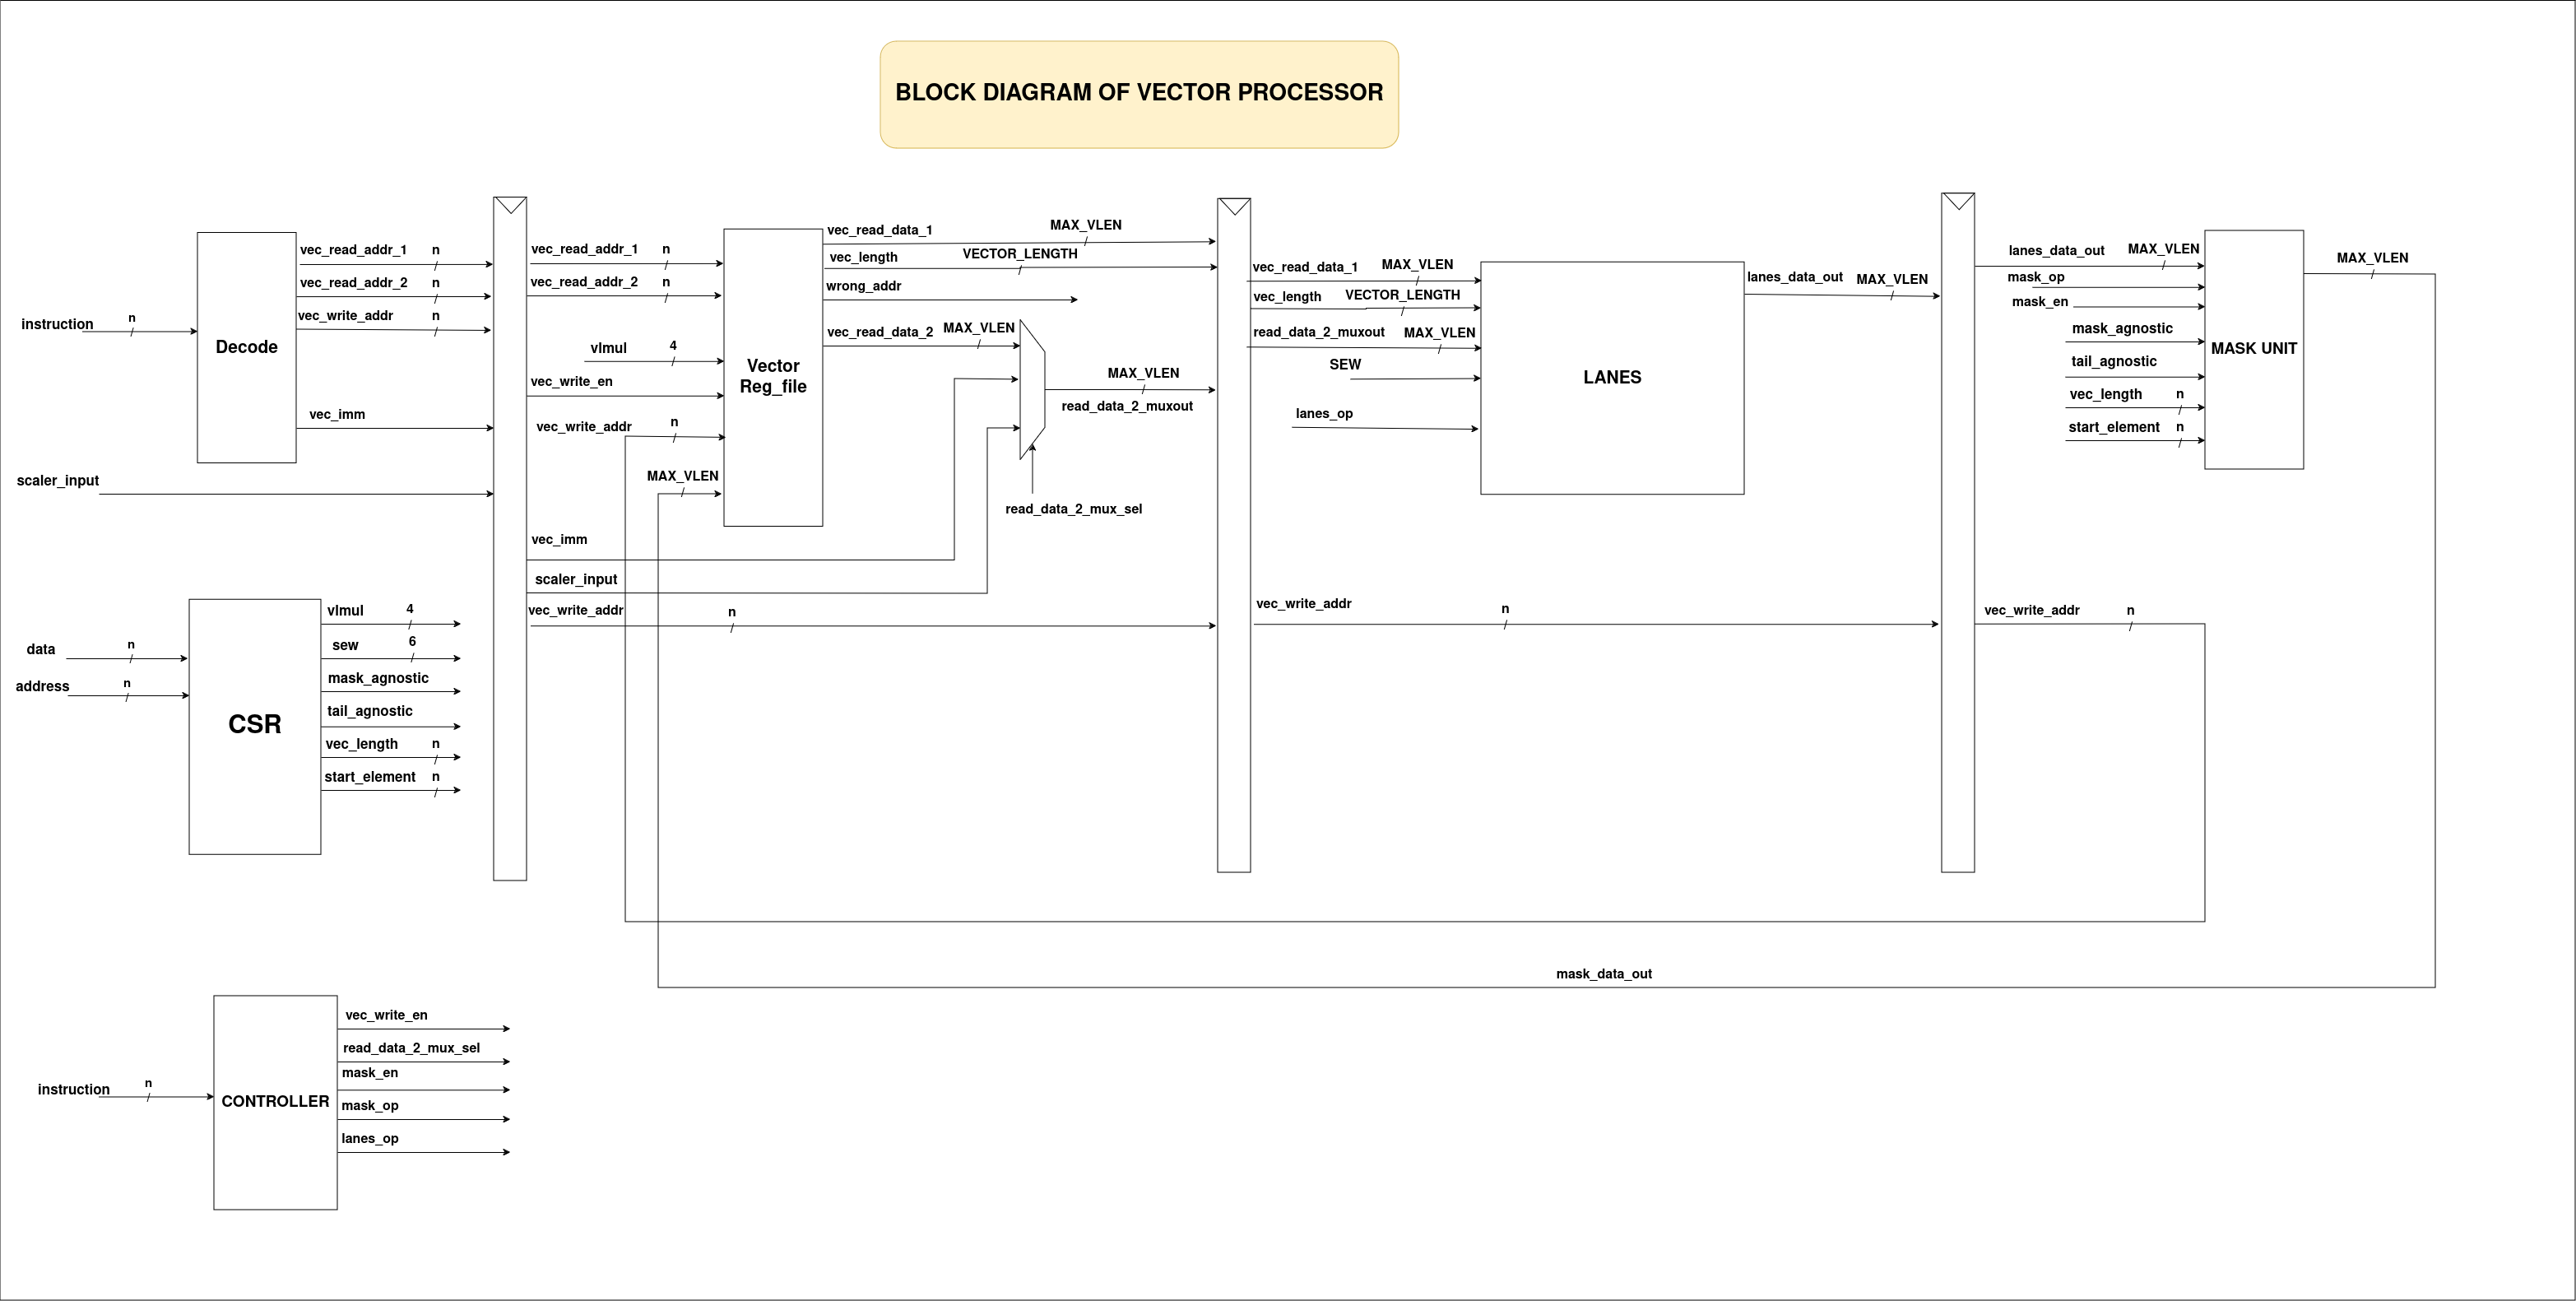 BLOCK DIAGRAM OF VECTOR PROCESSOR
instruction
n
Decode
vec_read_addr_1 n
vec_read_addr_2 n
vec_write_addr n
vec_imm
scaler_input
vec_read_addr_1 n
vec_read_addr_2 n
vlmul 4
vec_write_en
vec_write_addr n
MAX_VLEN
Vector
Reg_file
vec_read_data_1 MAX_VLEN
vec_length VECTOR_LENGTH
wrong_addr
vec_read_data_2 MAX_VLEN
MAX_VLEN
read_data_2_muxout
read_data_2_mux_sel
vec_imm
scaler_input
vec_write_addr n
vec_read_data_1 MAX_VLEN
vec_length VECTOR_LENGTH
read_data_2_muxout MAX_VLEN
SEW
lanes_op
LANES
lanes_data_out MAX_VLEN
vec_write_addr n
lanes_data_out MAX_VLEN
mask_op
mask_en
mask_agnostic
tail_agnostic
vec_length n
start_element n
MASK UNIT
MAX_VLEN
vec_write_addr n
mask_data_out
data n
address n
CSR
vlmul 4
sew 6
mask_agnostic
tail_agnostic
vec_length n
start_element n
instruction n
CONTROLLER
vec_write_en
read_data_2_mux_sel
mask_en
mask_op
lanes_op